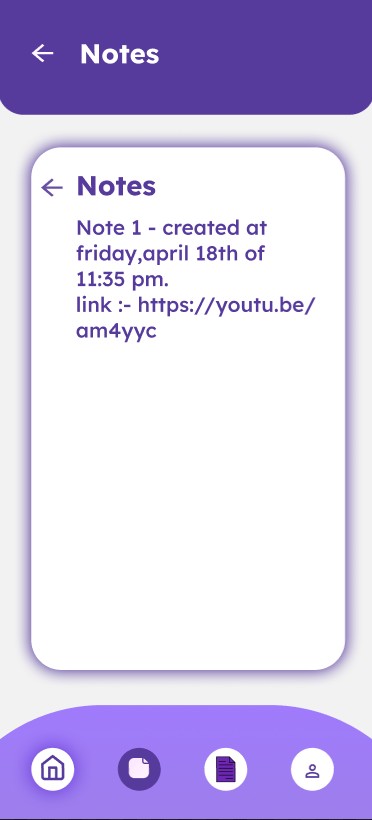 Notes
Notes
Note 1 - created at
friday,april 18th of
11:35 pm.
link :- https://youtu.be/
am4yyc